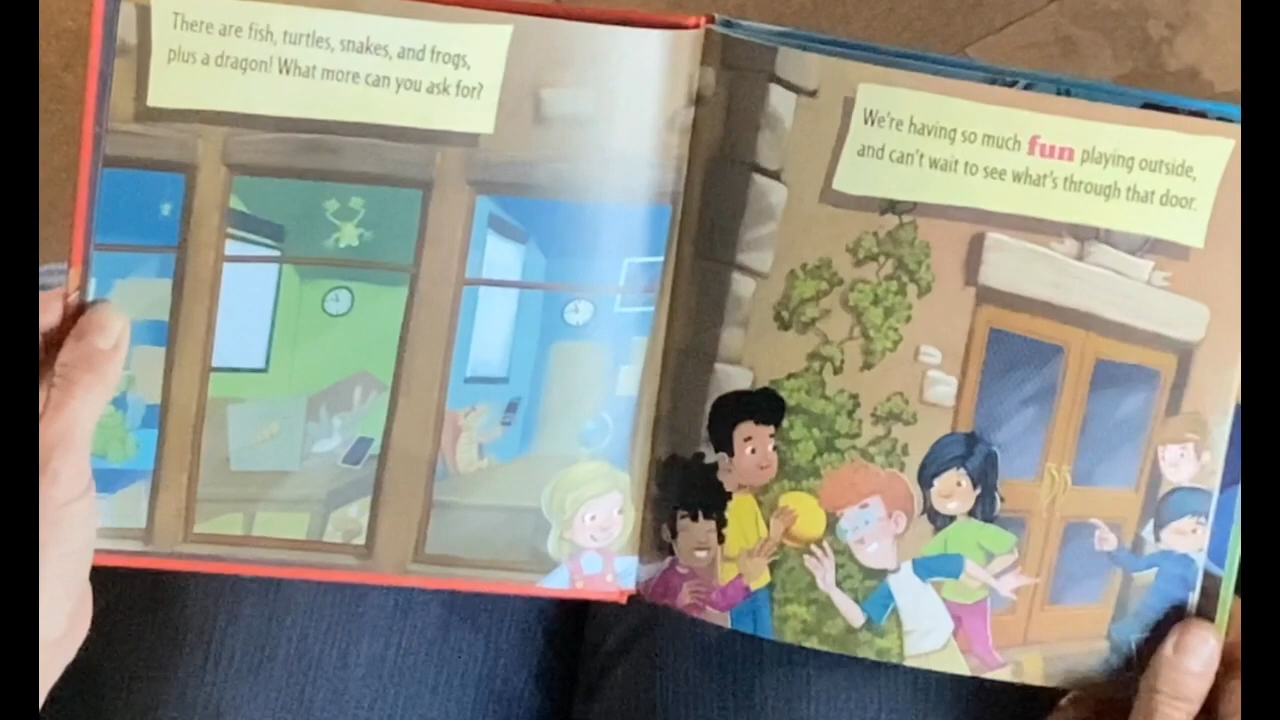 There are fish, turtles, snakes, and frogs,
plus a dragon! What more can you ask for?
We're having so much fun playing outside,
and can't wait to see what's through that door.